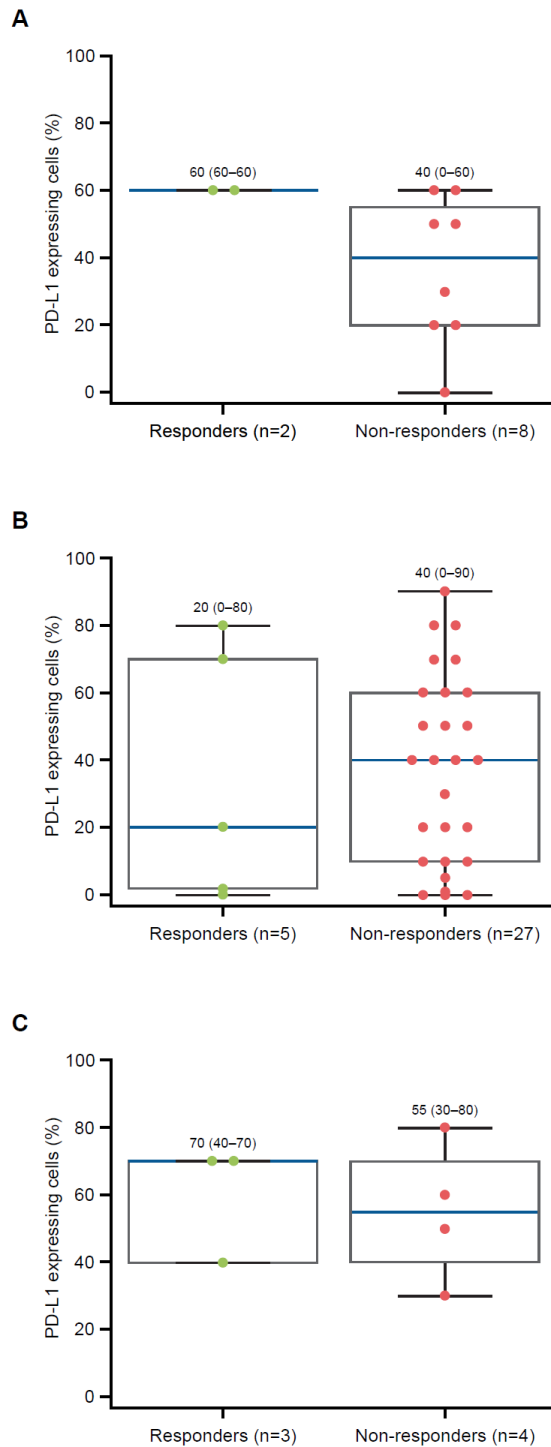 A
PD-L1 expressing cells (%)
100
80
60
40
20
0
60 (60–60)
40 (0–60)
Responders (n=2)
Non-responders (n=8)
B
PD-L1 expressing cells (%)
100
80
60
40
20
0
20 (0–80)
40 (0–90)
Responders (n=5)
Non-responders (n=27)
C
PD-L1 expressing cells (%)
100
80
60
40
20
0
70 (40–70)
55 (30–80)
Responders (n=3)
Non-responders (n=4)